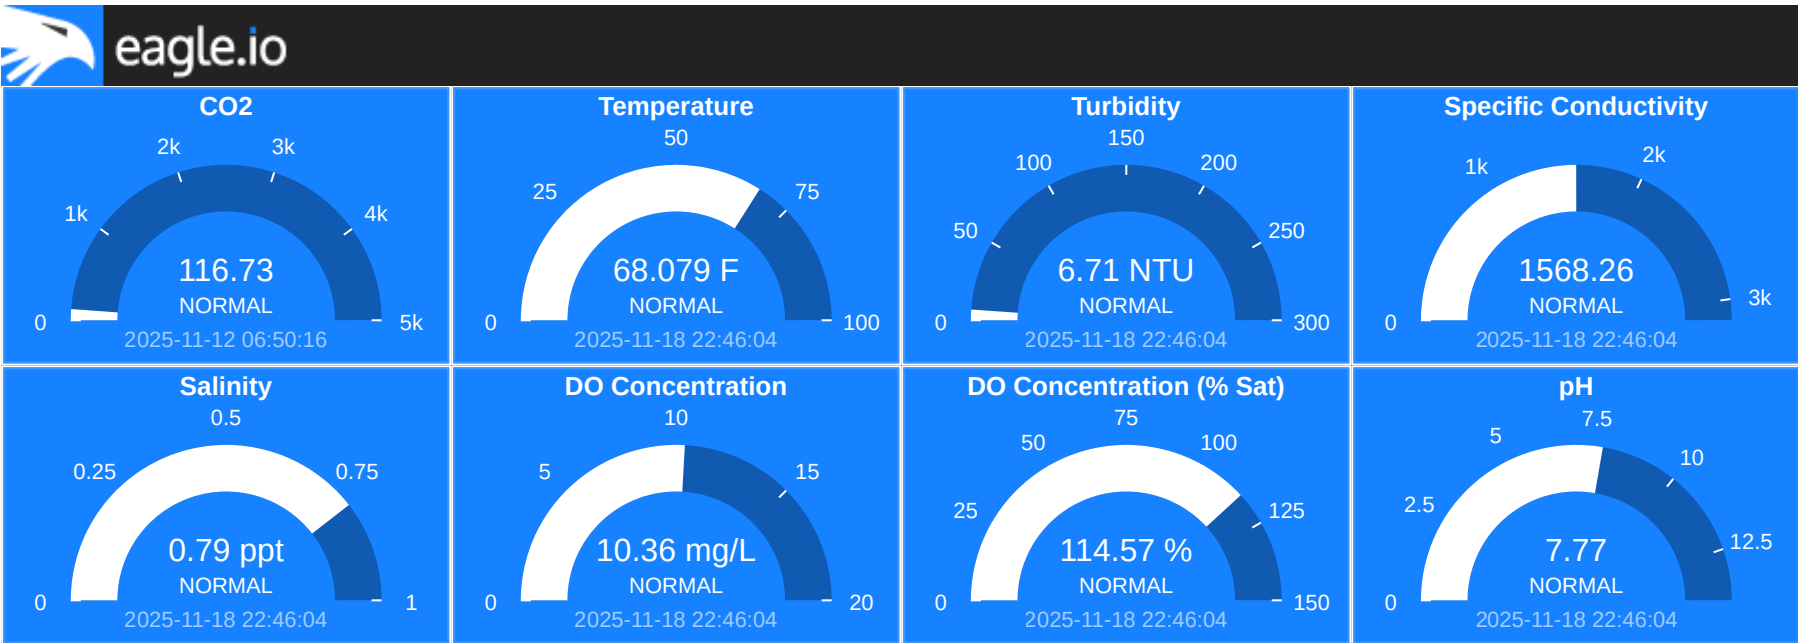 eagle.io
CO2
0
1k
2k
3k
4k
5k
116.73
NORMAL
2025-11-12 06:50:16
Temperature
0
25
50
75
100
68.079 F
NORMAL
2025-11-18 22:46:04
Turbidity
0
50
100
150
200
250
300
6.71 NTU
NORMAL
2025-11-18 22:46:04
Specific Conductivity
0
1k
2k
3k
1568.26
NORMAL
2025-11-18 22:46:04
Salinity
0
0.25
0.5
0.75
1
0.79 ppt
NORMAL
2025-11-18 22:46:04
DO Concentration
0
5
10
15
20
10.36 mg/L
NORMAL
2025-11-18 22:46:04
DO Concentration (% Sat)
0
25
50
75
100
125
150
114.57 %
NORMAL
2025-11-18 22:46:04
pH
0
2.5
5
7.5
10
12.5
7.77
NORMAL
2025-11-18 22:46:04